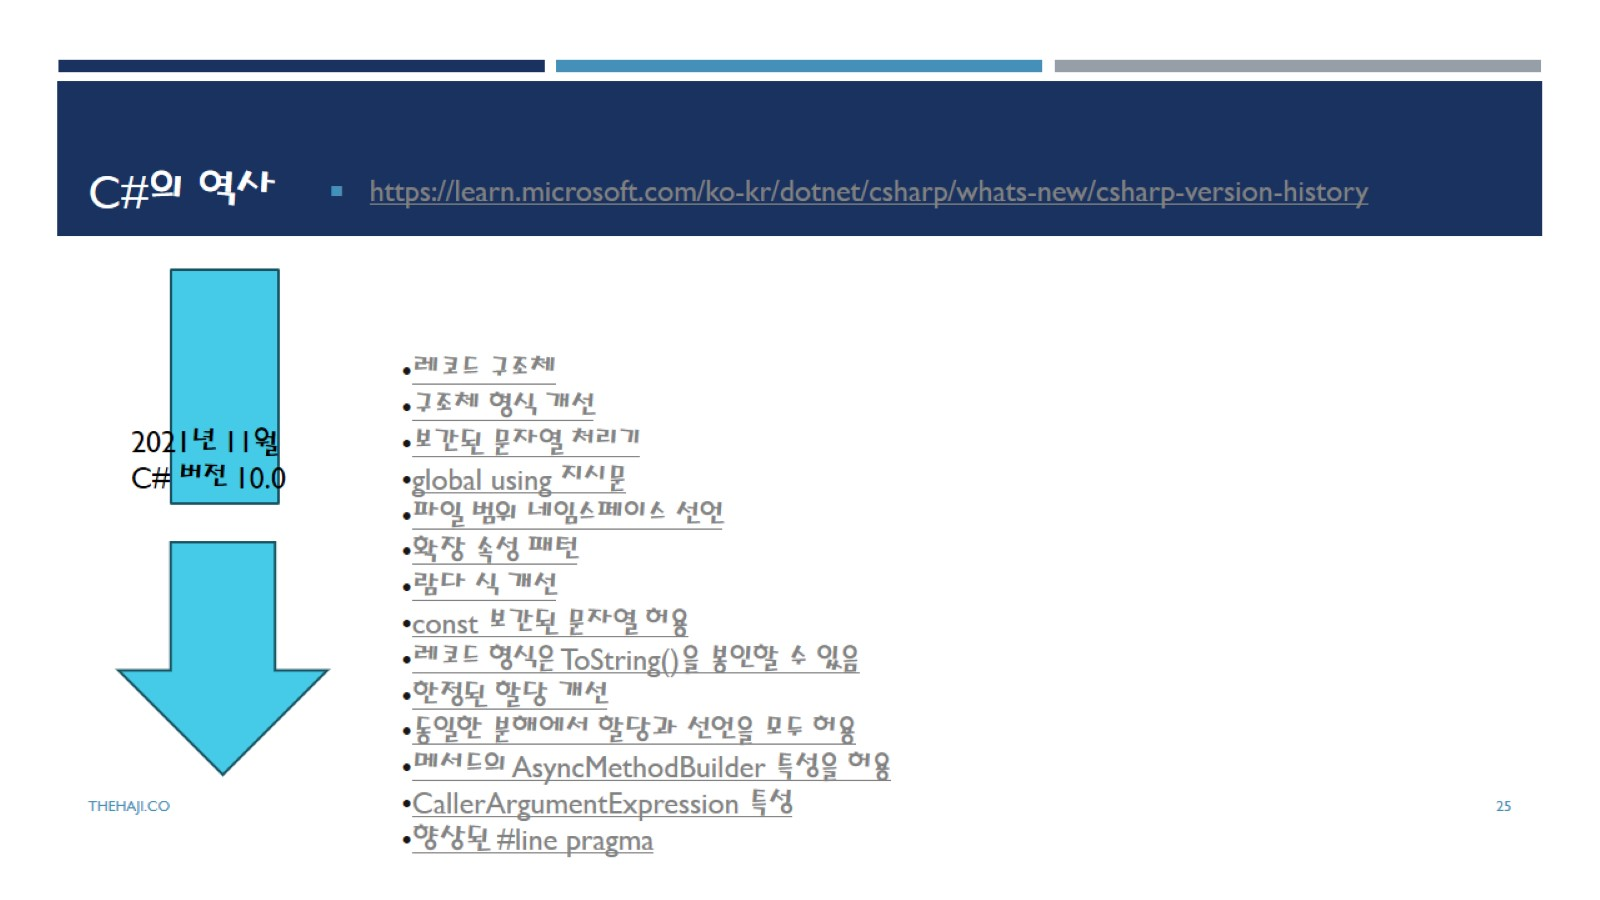 C#의 역사
▪ https://learn.microsoft.com/ko-kr/dotnet/csharp/whats-new/csharp-version-history
2021년 11월
C# 버전 10.0
•레코드 구조체
•구조체 형식 개선
•보간된 문자열 처리기
•global using 지시문
•파일 범위 네임스페이스 선언
•확장 속성 패턴
•람다 식 개선
•const 보간된 문자열 허용
•레코드 형식은 ToString()을 봉인할 수 있음
•한정된 할당 개선
•동일한 분해에서 할당과 선언을 모두 허용
•메서드의 AsyncMethodBuilder 특성을 허용
•CallerArgumentExpression 특성
•향상된 #line pragma
THEHAJI.CO
25